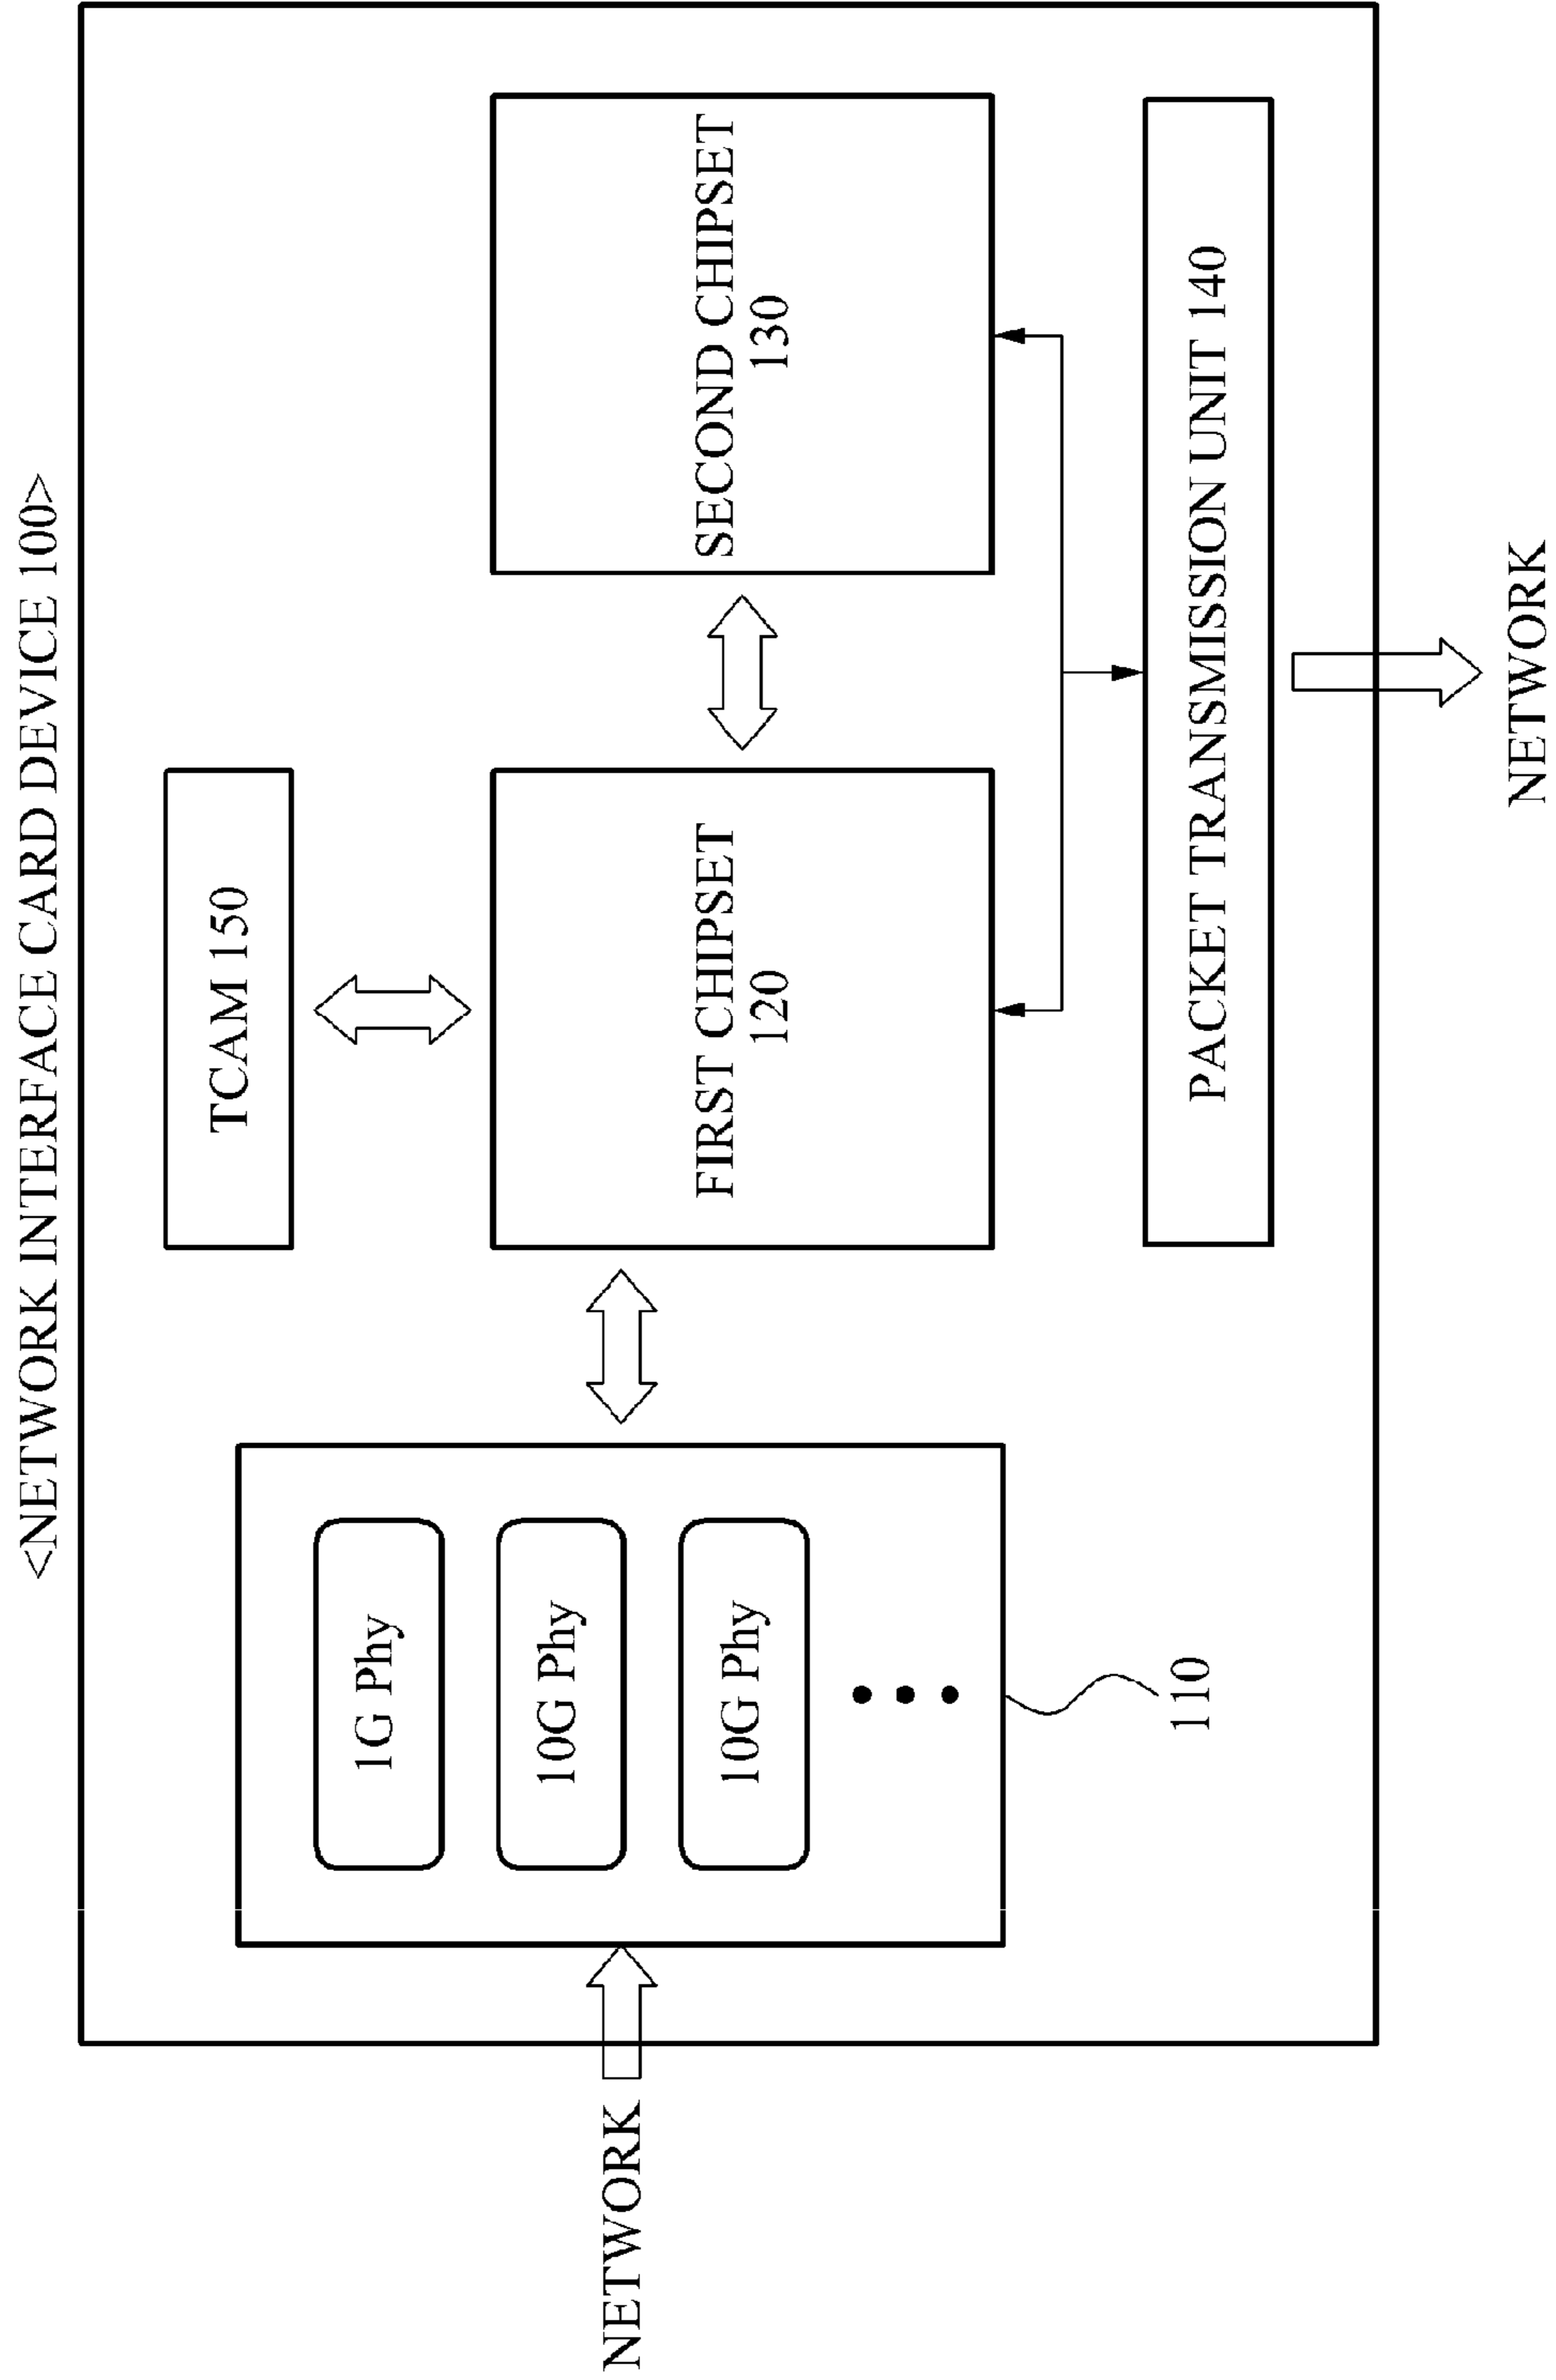 <NETWORK INTERFACE CARD DEVICE 100>
TCAM 150
1G Phy
10G Phy
10G Phy
110
NETWORK
FIRST CHIPSET
120
SECOND CHIPSET
130
PACKET TRANSMISSION UNIT 140
NETWORK